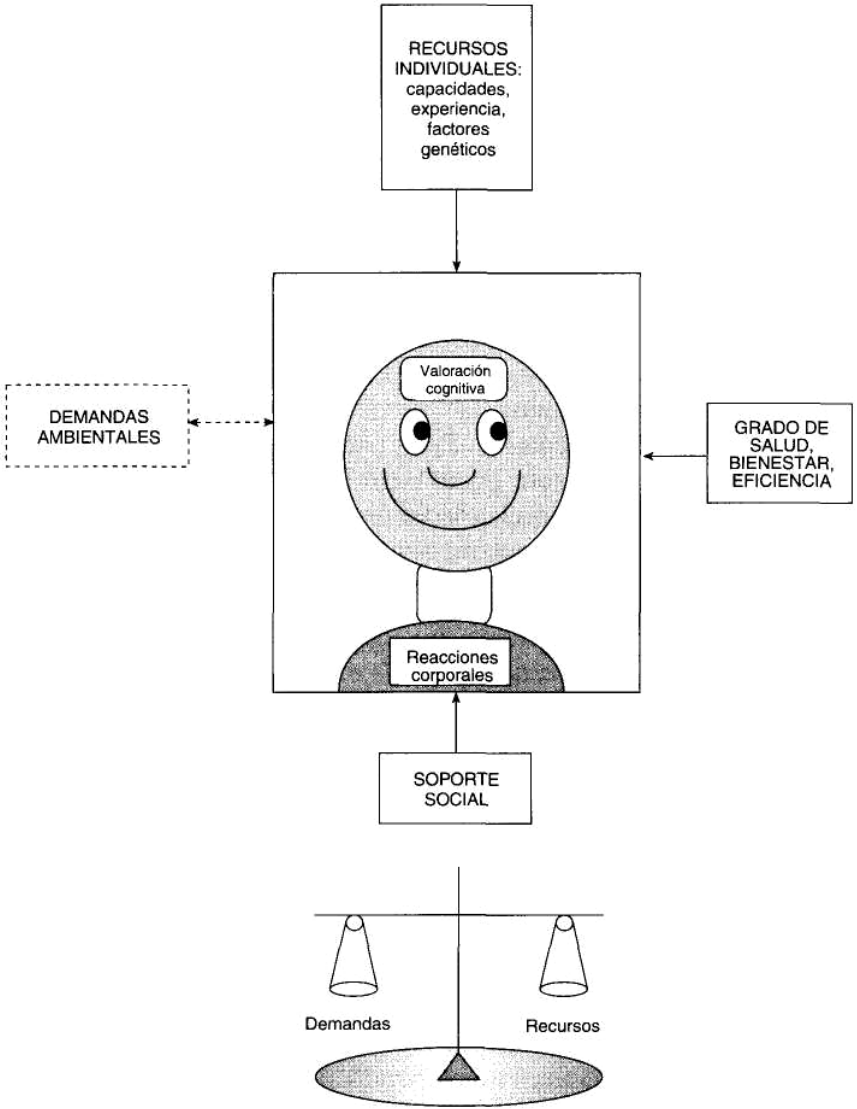 RECURSOS
INDIVIDUALES:
capacidades,
experiencia,
factores
genéticos
Valoración
cognitiva
DEMANDAS
AMBIENTALES
GRADO DE
SALUD,
BIENESTAR,
EFICIENCIA
Reacciones
corporales
SOPORTE
SOCIAL
Demandas
Recursos